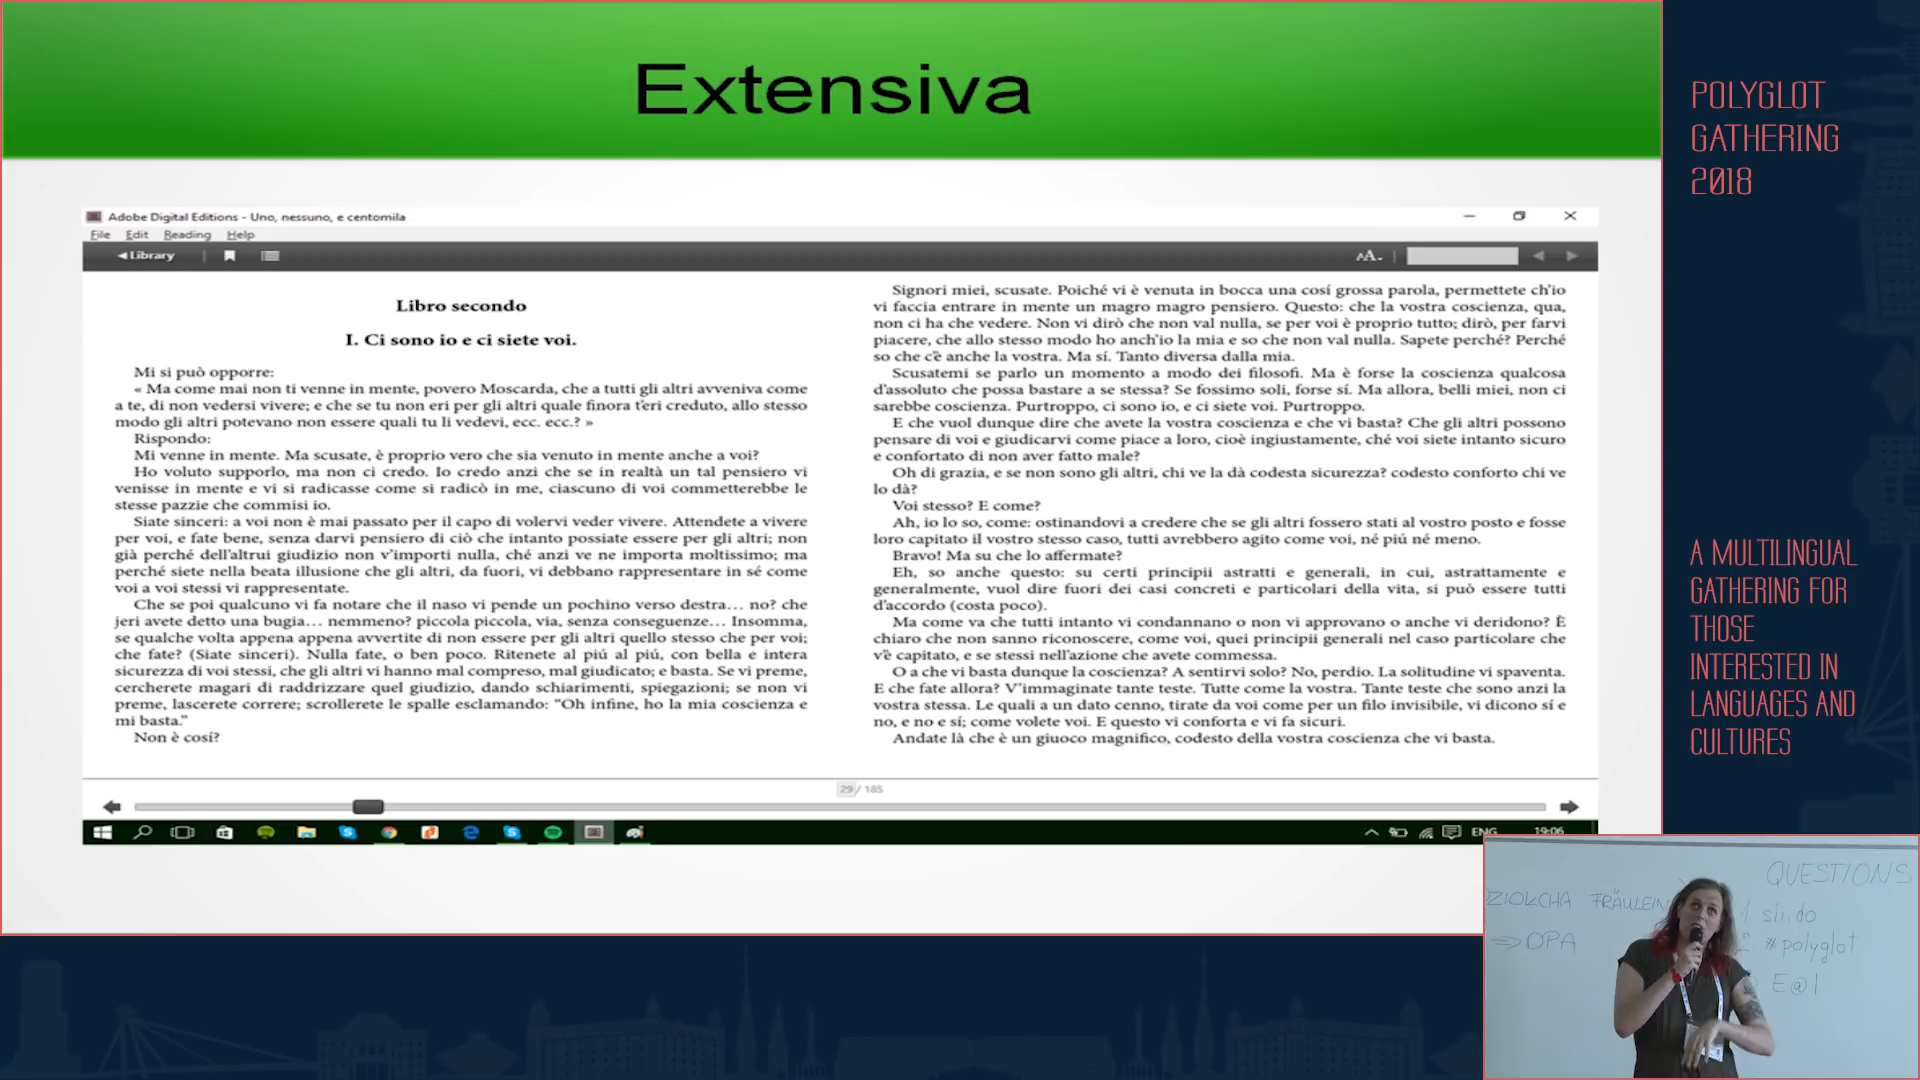 Extensiva
Adobe Digital Editions - Uno, nessuno, e centomila
File Edit Reading Help
Library
AA
Libro secondo
I. Ci sono io e ci siete voi.
Mi si può opporre:
« Ma come mai non ti venne in mente, povero Moscarda, che a tutti gli altri avveniva come
a te, di non vedersi vivere; e che se tu non eri per gli altri quale finora t'eri creduto, allo stesso
modo gli altri potevano non essere quali tu li vedevi, ecc. ecc.? »
Rispondo:
Mi venne in mente. Ma scusate, è proprio vero che sia venuto in mente anche a voi?
Ho voluto supporlo, ma non ci credo. Io credo anzi che se in realtà un tal pensiero vi
venisse in mente e vi si radicasse come si radicò in me, ciascuno di voi commetterebbe le
stesse pazzie che commisi io.
Siate sinceri: a voi non è mai passato per il capo di volervi veder vivere. Attendete a vivere
per voi, e fate bene, senza darvi pensiero di ciò che intanto possiate essere per gli altri; non
già perché dell'altrui giudizio non v'importi nulla, ché anzi ve ne importa moltissimo; ma
perché siete nella beata illusione che gli altri, da fuori, vi debbano rappresentare in sé come
voi a voi stessi vi rappresentate.
Che se poi qualcuno vi fa notare che il naso vi pende un pochino verso destra… no? che
jeri avete detto una bugia… nemmeno? piccola piccola, via, senza conseguenze… Insomma,
se qualche volta appena appena avvertite di non essere per gli altri quello stesso che per voi;
che fate? (Siate sinceri). Nulla fate, o ben poco. Ritenete al piú al piú, con bella e intera
sicurezza di voi stessi, che gli altri vi hanno mal compreso, mal giudicato; e basta. Se vi preme,
cercherete magari di raddrizzare quel giudizio, dando schiarimenti, spiegazioni; se non vi
preme, lascerete correre; scrollerete le spalle esclamando: “Oh infine, ho la mia coscienza e
mi basta.”
Non è cosí?
Signori miei, scusate. Poiché vi è venuta in bocca una cosí grossa parola, permettete ch'io
vi faccia entrare in mente un magro magro pensiero. Questo: che la vostra coscienza, qua,
non ci ha che vedere. Non vi dirò che non val nulla, se per voi è proprio tutto; dirò, per farvi
piacere, che allo stesso modo ho anch'io la mia e so che non val nulla. Sapete perché? Perché
so che c'è anche la vostra. Ma sí. Tanto diversa dalla mia.
Scusatemi se parlo un momento a modo dei filosofi. Ma è forse la coscienza qualcosa
d'assoluto che possa bastare a se stessa? Se fossimo soli, forse sí. Ma allora, belli miei, non ci
sarebbe coscienza. Purtroppo, ci sono io, e ci siete voi. Purtroppo.
E che vuol dunque dire che avete la vostra coscienza e che vi basta? Che gli altri possono
pensare di voi e giudicarvi come piace a loro, cioè ingiustamente, ché voi siete intanto sicuro
e confortato di non aver fatto male?
Oh di grazia, e se non sono gli altri, chi ve la dà codesta sicurezza? codesto conforto chi ve
lo dà?
Voi stesso? E come?
Ah, io lo so, come: ostinandovi a credere che se gli altri fossero stati al vostro posto e fosse
loro capitato il vostro stesso caso, tutti avrebbero agito come voi, né piú né meno.
Bravo! Ma su che lo affermate?
Eh, so anche questo: su certi principii astratti e generali, in cui, astrattamente e
generalmente, vuol dire fuori dei casi concreti e particolari della vita, si può essere tutti
d'accordo (costa poco).
Ma come va che tutti intanto vi condannano o non vi approvano o anche vi deridono? È
chiaro che non sanno riconoscere, come voi, quei principii generali nel caso particolare che
v'è capitato, e se stessi nell'azione che avete commessa.
O a che vi basta dunque la coscienza? A sentirvi solo? No, perdio. La solitudine vi spaventa.
E che fate allora? V'immaginate tante teste. Tutte come la vostra. Tante teste che sono anzi la
vostra stessa. Le quali a un dato cenno, tirate da voi come per un filo invisibile, vi dicono sí e
no, e no e sí; come volete voi. E questo vi conforta e vi fa sicuri.
Andate là che è un giuoco magnifico, codesto della vostra coscienza che vi basta.
29 / 185
ENG 19:06
POLYGLOT
GATHERING
2018
A MULTILINGUAL
GATHERING FOR
THOSE
INTERESTED IN
LANGUAGES AND
CULTURES
QUESTIONS
FRÄULEIN
sli.do
=> DPA
#polyglot
E@I